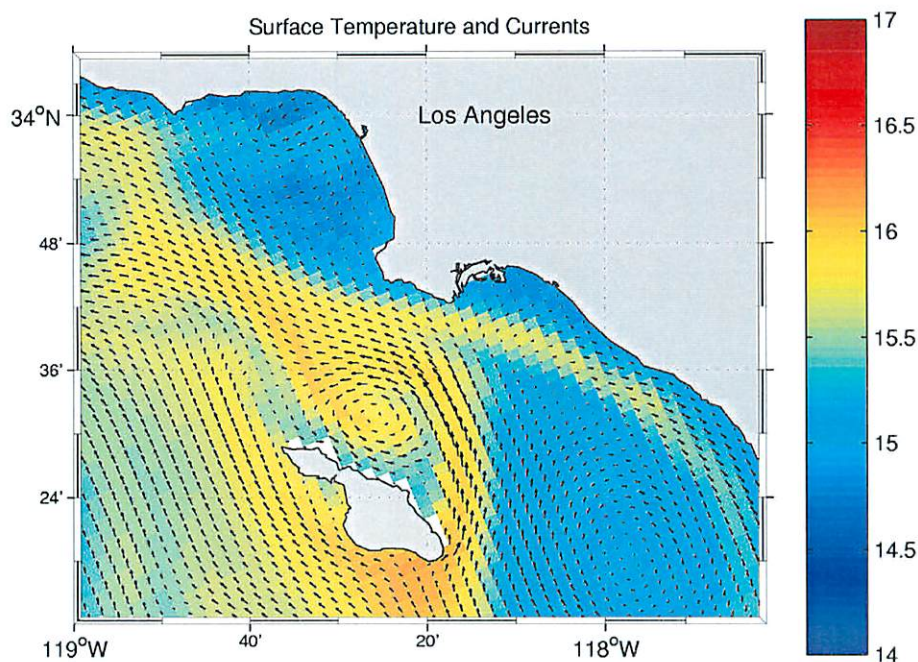 Surface Temperature and Currents
17
16.5
16
15.5
15
14.5
14
34°N
48'
36'
24'
Los Angeles
119°W
40'
20'
118°W